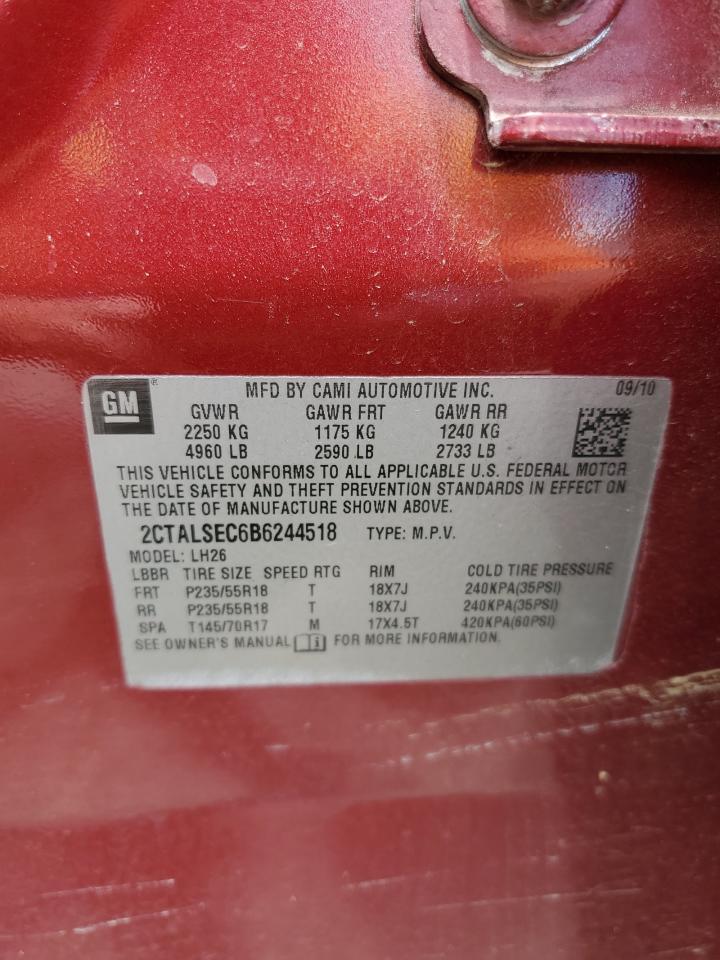 GM® MFD BY CAMI AUTOMOTIVE INC. 09/10
GVWR GAWR FRT GAWR RR
2250 KG 1175 KG 1240 KG
4960 LB 2590 LB 2733 LB
THIS VEHICLE CONFORMS TO ALL APPLICABLE U.S. FEDERAL MOTOR
VEHICLE SAFETY AND THEFT PREVENTION STANDARDS IN EFFECT ON
THE DATE OF MANUFACTURE SHOWN ABOVE.
2CTALSEC6B6244518 TYPE: M.P.V.
MODEL: LH26
LBBR TIRE SIZE SPEED RTG RIM COLD TIRE PRESSURE
FRT P235/55R18 T 18X7J 240KPA(35PSI)
RR P235/55R18 T 18X7J 240KPA(35PSI)
SPA T145/70R17 M 17X4.5T 420KPA(60PSI)
SEE OWNER'S MANUAL FOR MORE INFORMATION.